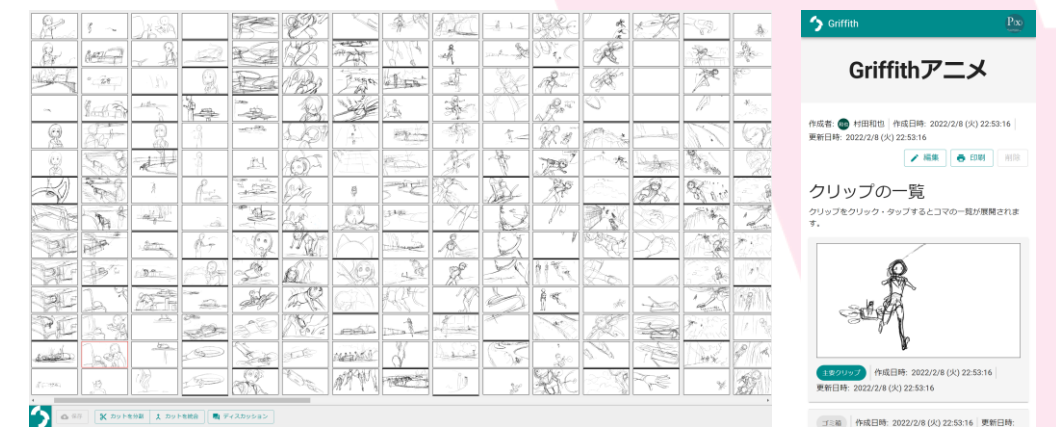 保存
カットを分割
カットを統合
ディスカッション
Griffith
Griffithアニメ
作成者: 村田和也 作成日時: 2022/2/8 (火) 22:53:16
更新日時: 2022/2/8 (火) 22:53:16
編集
印刷
削除
クリップの一覧
クリップをクリック・タップするとコマの一覧が展開されま
す。
主要クリップ 作成日時: 2022/2/8 (火) 22:53:16
更新日時: 2022/2/8 (火) 22:53:16
ゴミ箱 作成日時: 2022/2/8 (火) 22:53:16 更新日時: